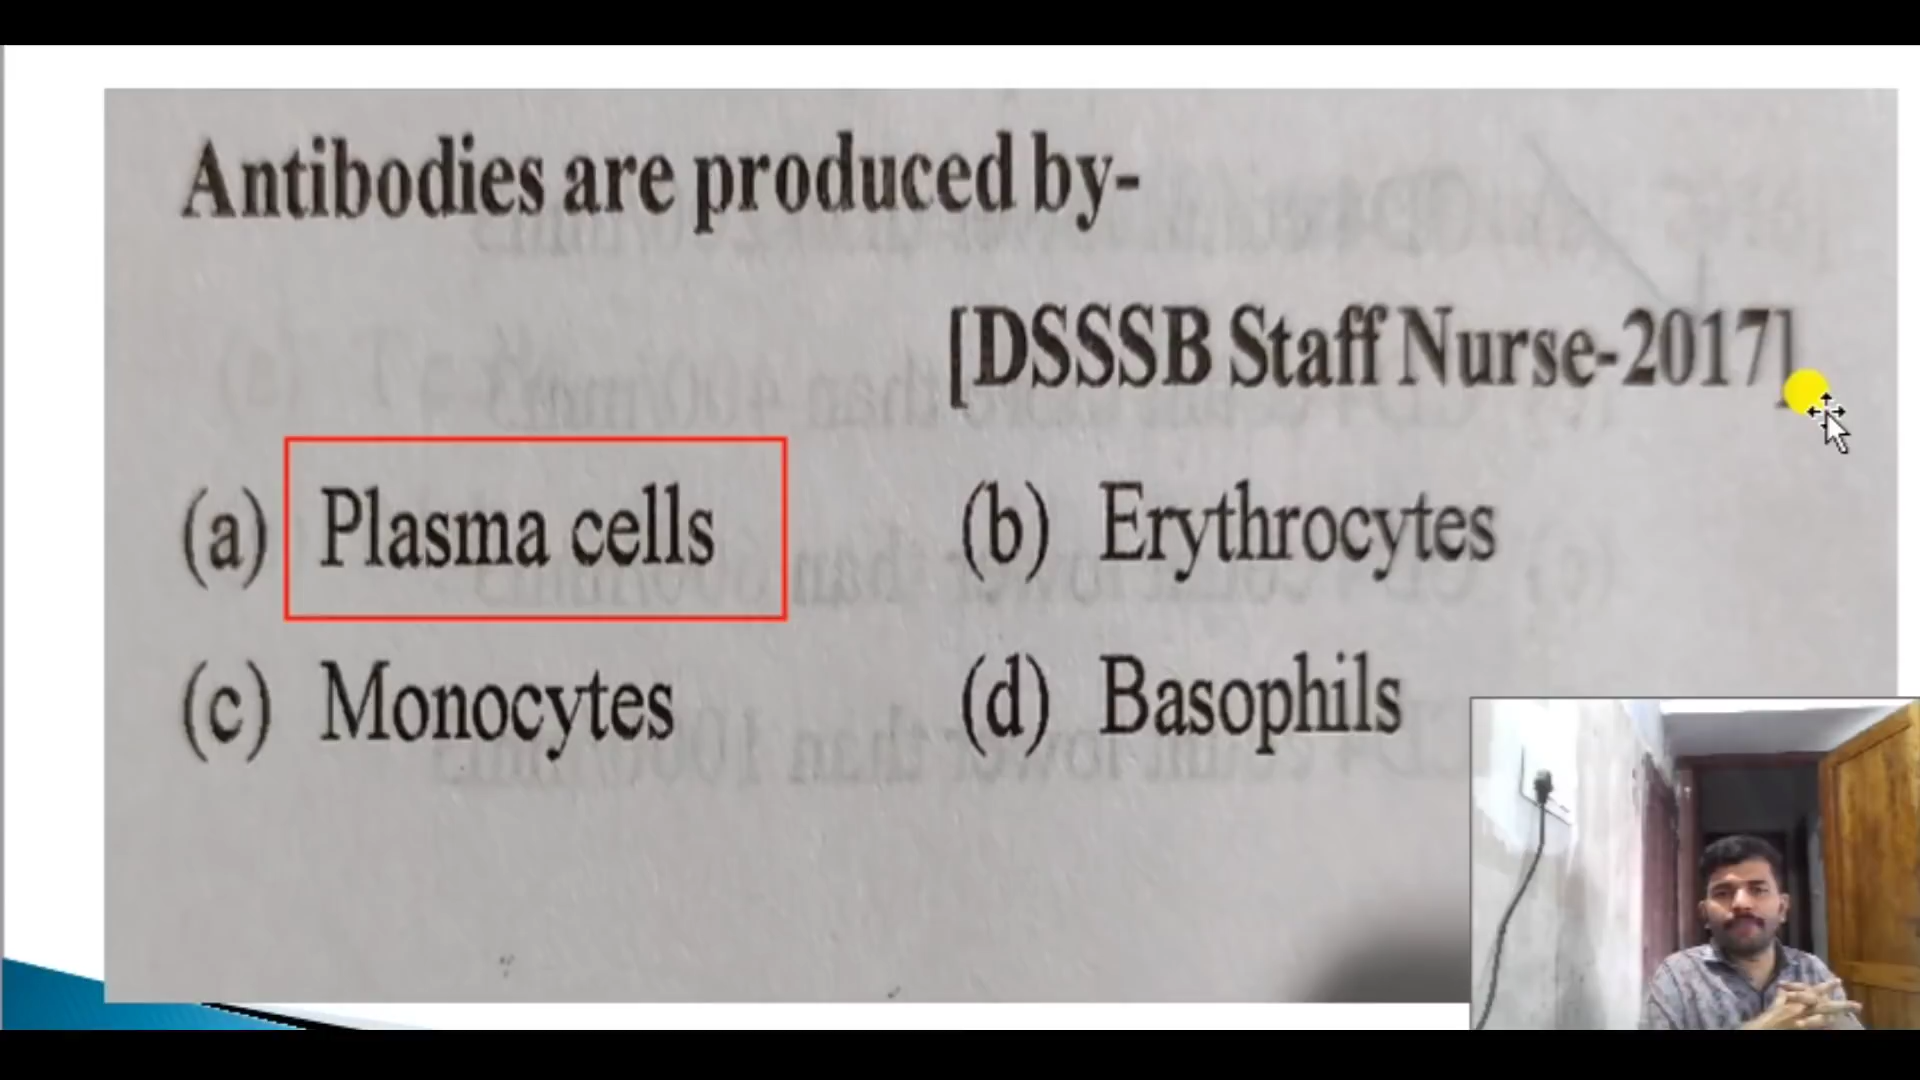 Antibodies are produced by-
[DSSSB Staff Nurse-2017]
(a) Plasma cells (b) Erythrocytes
(c) Monocytes (d) Basophils